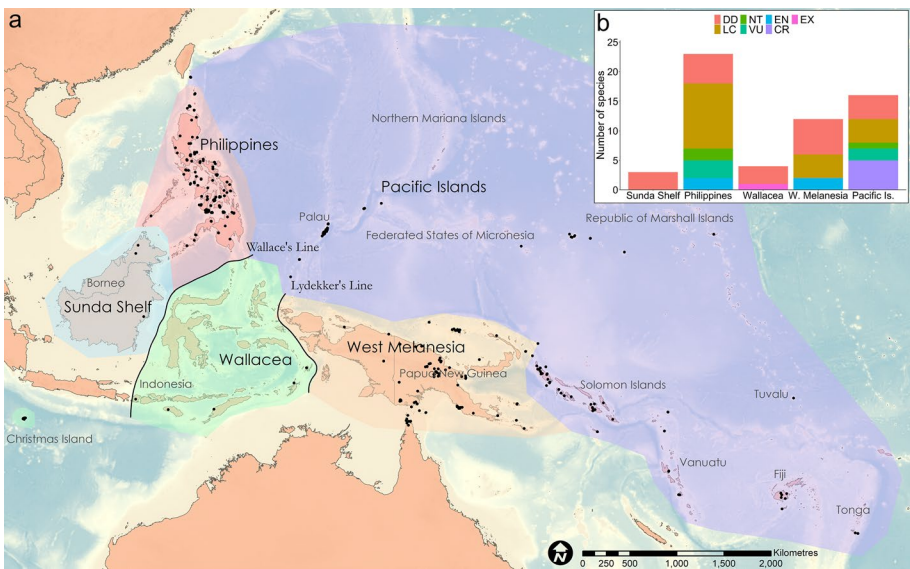 a
b
DD NT EN EX
LC VU CR
Number of species
25
20
15
10
5
0
Sunda Shelf Philippines Wallacea W. Melanesia Pacific Is.
Northern Mariana Islands
Philippines
Pacific Islands
Palau
Republic of Marshall Islands
Federated States of Micronesia
Wallace's Line
Borneo
Lydekker's Line
Sunda Shelf
West Melanesia
Wallacea
Papua New Guinea
Indonesia
Solomon Islands
Tuvalu
Christmas Island
Vanuatu
Fiji
Tonga
N
Kilometres
0 250 500 1,000 1,500 2,000